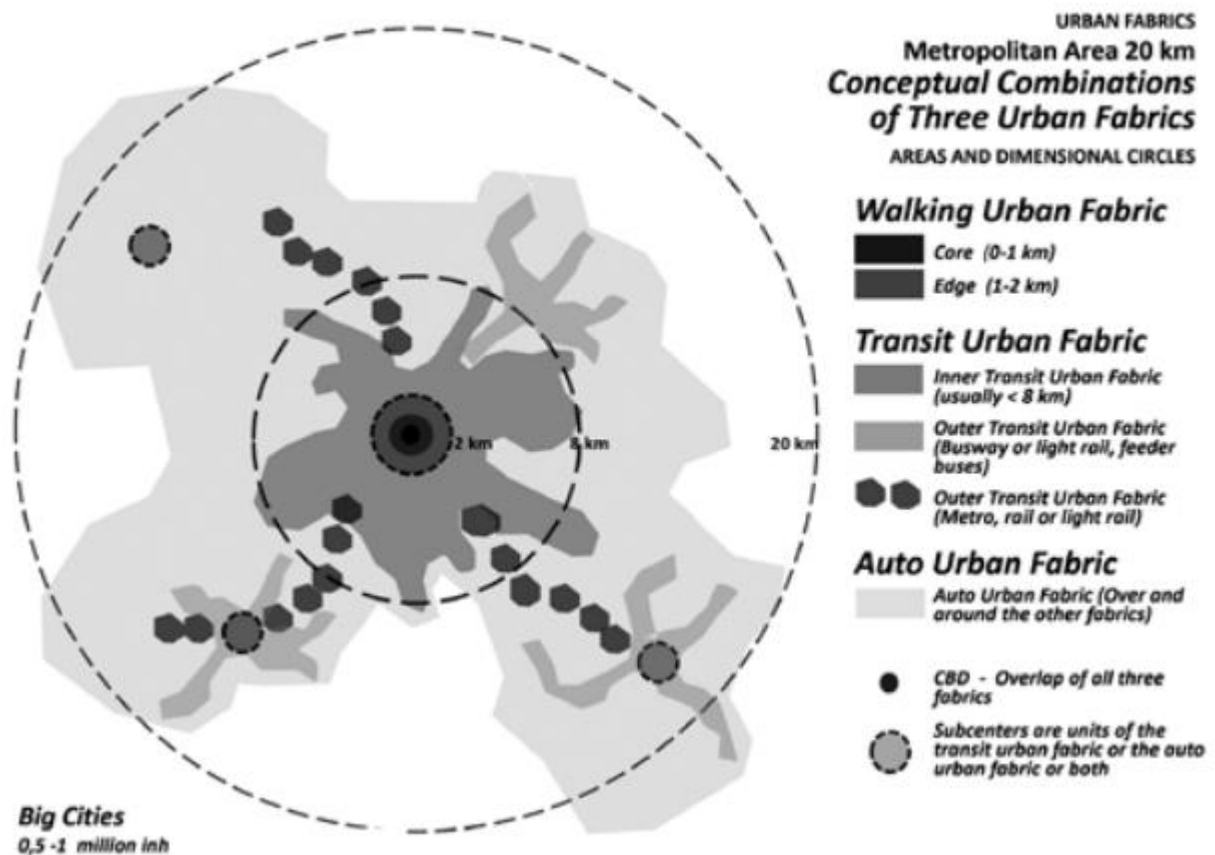 URBAN FABRICS
Metropolitan Area 20 km
Conceptual Combinations
of Three Urban Fabrics
AREAS AND DIMENSIONAL CIRCLES
Walking Urban Fabric
Core (0-1 km)
Edge (1-2 km)
Transit Urban Fabric
Inner Transit Urban Fabric
(usually < 8 km)
Outer Transit Urban Fabric
(Busway or light rail, feeder
buses)
Outer Transit Urban Fabric
(Metro, rail or light rail)
Auto Urban Fabric
Auto Urban Fabric (Over and
around the other fabrics)
CBD - Overlap of all three
fabrics
Subcenters are units of the
transit urban fabric or the auto
urban fabric or both
2 km
8 km
20 km
Big Cities
0,5 -1 million inh